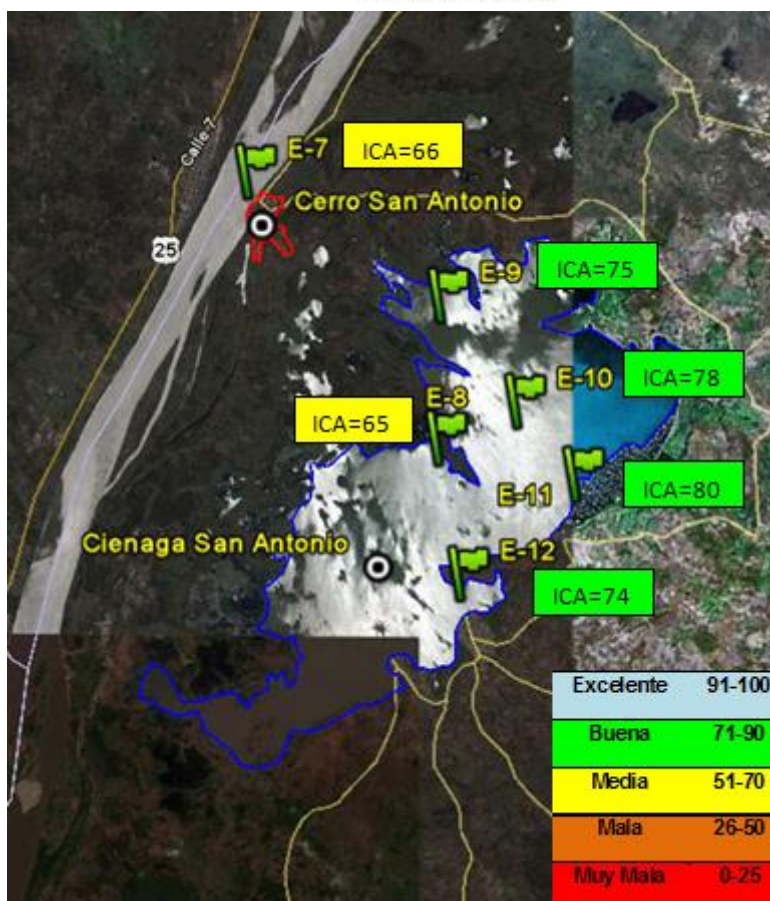 Calle-7
E-7
ICA=66
Cerro San Antonio
25
E-9
ICA=75
E-10
ICA=78
E-8
ICA=65
E-11
ICA=80
Cienaga San Antonio
E-12
ICA=74
Excelente 91-100
Buena 71-90
Media 51-70
Mala 26-50
Muy Mala 0-25